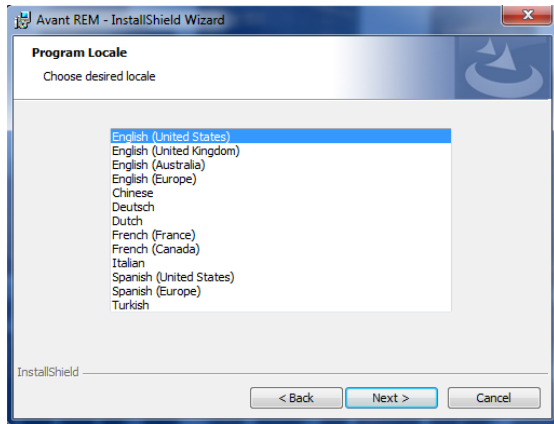 Avant REM - InstallShield Wizard
Program Locale
Choose desired locale
English (United States)
English (United Kingdom)
English (Australia)
English (Europe)
Chinese
Deutsch
Dutch
French (France)
French (Canada)
Italian
Spanish (United States)
Spanish (Europe)
Turkish
InstallShield
< Back Next > Cancel